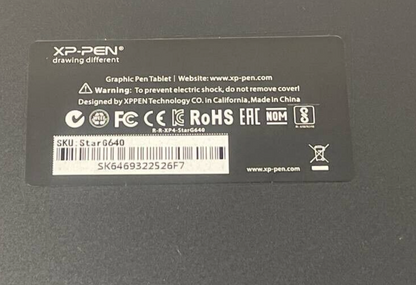 XP-PEN®
drawing different
Graphic Pen Tablet | Website: www.xp-pen.com
Warning: To prevent electric shock, do not remove cover!
Designed by XPPEN Technology CO. in California, Made in China
FC CE RoHS EAC NOM
R-R-XP4-StarG640
SKU:StarG640
SK6469322526F7
www.xp-pen.com